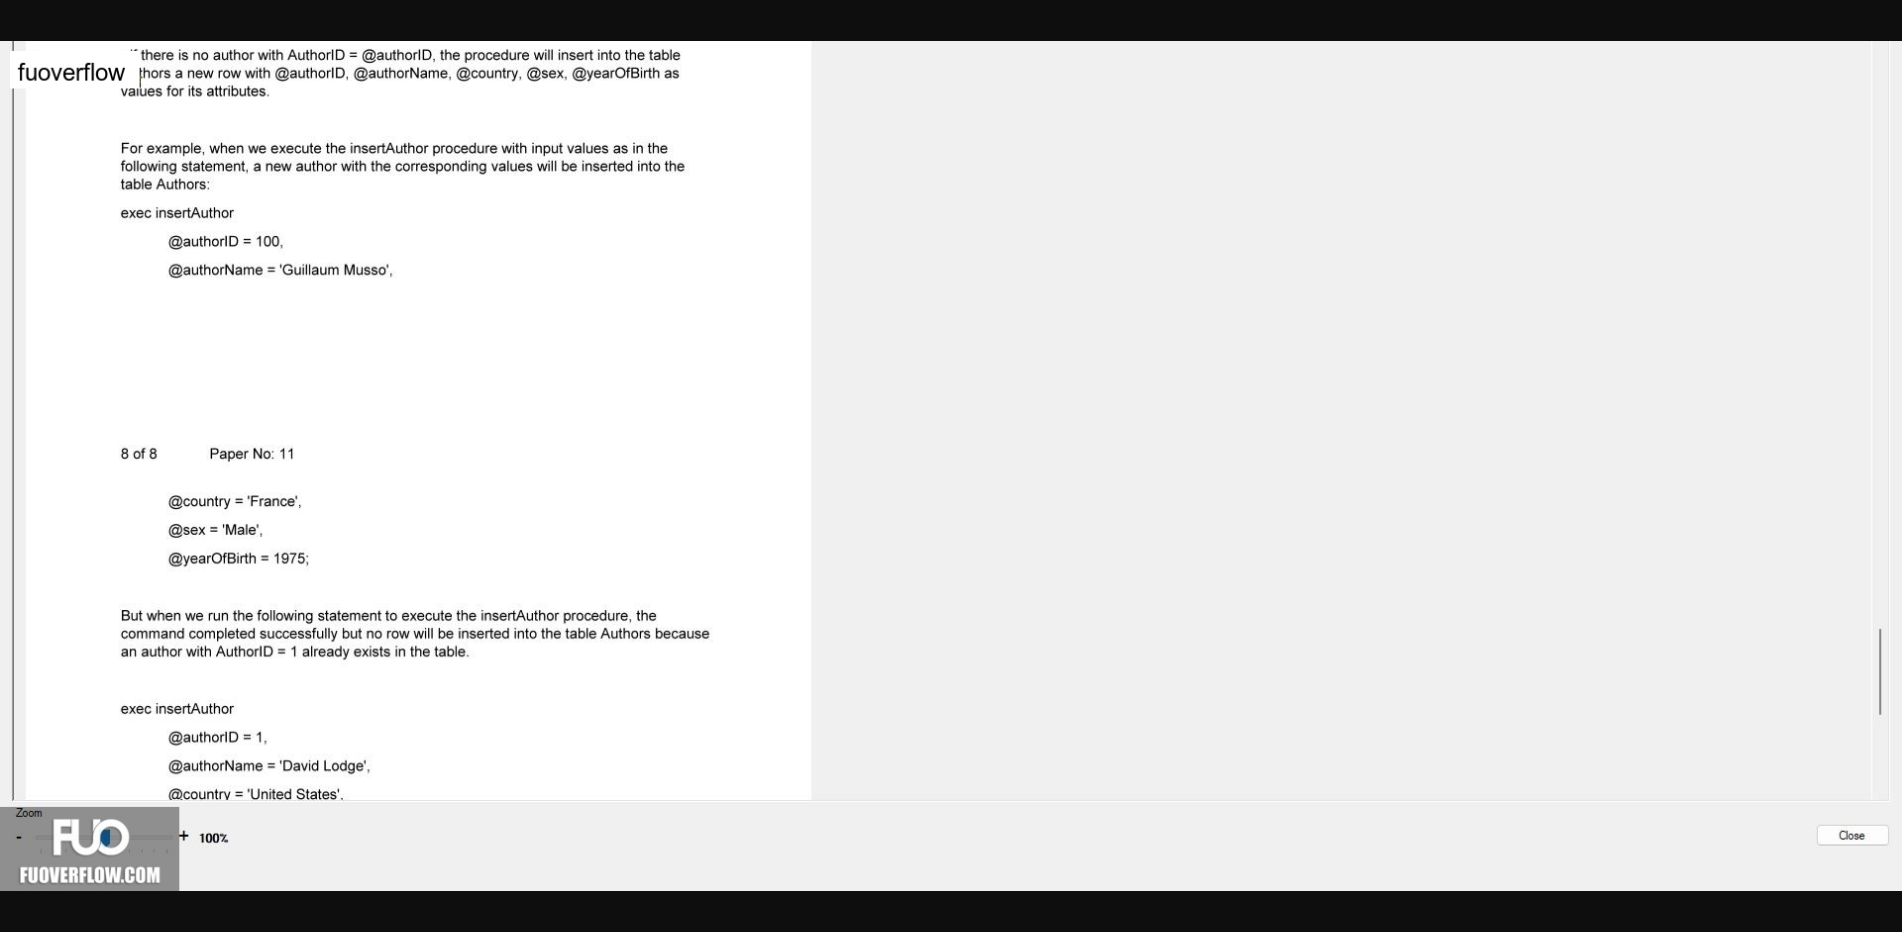 there is no author with AuthorID = @authorID, the procedure will insert into the table
fuoverflow
thors a new row with @authorID, @authorName, @country, @sex, @yearOfBirth as
values for its attributes.
For example, when we execute the insertAuthor procedure with input values as in the
following statement, a new author with the corresponding values will be inserted into the
table Authors:
exec insertAuthor
@authorID = 100,
@authorName = 'Guillaum Musso',
8 of 8 Paper No: 11
@country = 'France',
@sex = 'Male',
@yearOfBirth = 1975;
But when we run the following statement to execute the insertAuthor procedure, the
command completed successfully but no row will be inserted into the table Authors because
an author with AuthorID = 1 already exists in the table.
exec insertAuthor
@authorID = 1,
@authorName = 'David Lodge',
@country = 'United States',
Zoom
- + 100%
Close
FUO
FUOVERFLOW.COM